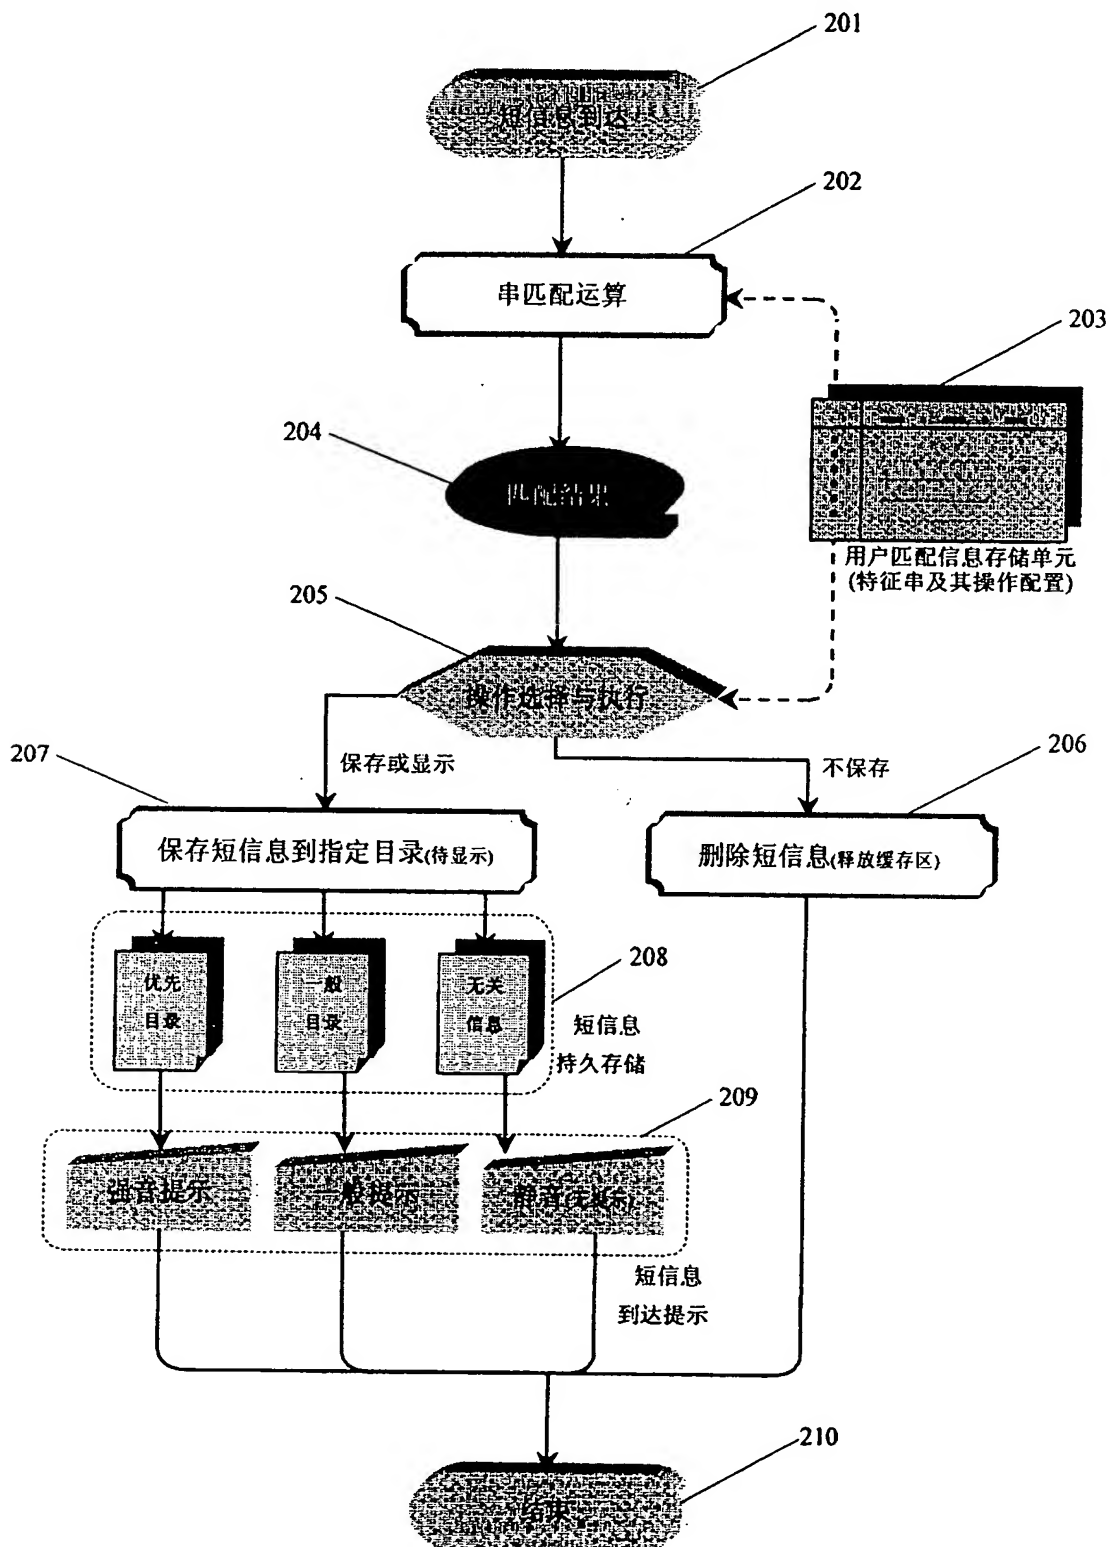 201
短信息到达
202
串匹配运算
203
204
匹配结果
用户匹配信息存储单元
(特征串及其操作配置)
205
操作选择与执行
207
保存或显示
不保存
206
保存短信息到指定目录(待显示)
删除短信息(释放缓存区)
优先
目录
一般
目录
无关
信息
208
短信息
持久存储
209
强音提示
一般提示
静音(无提示)
短信息
到达提示
210
结束